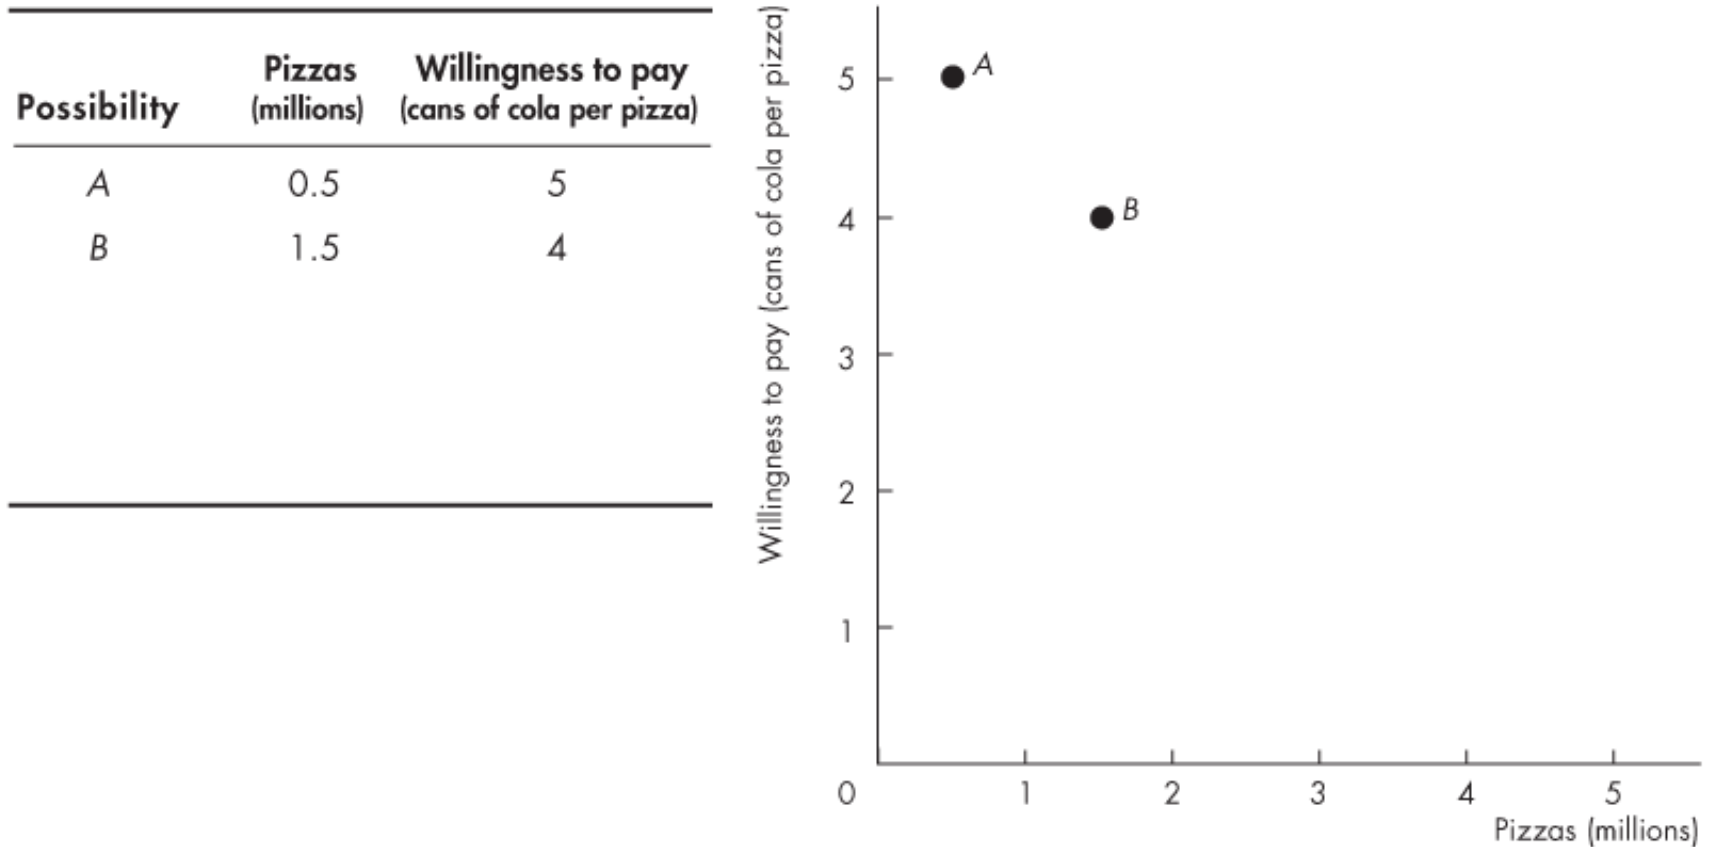 Pizzas Willingness to pay
Possibility (millions) (cans of cola per pizza)
A 0.5 5
B 1.5 4
Willingness to pay (cans of cola per pizza)
5
4
3
2
1
A
B
0 1 2 3 4 5
Pizzas (millions)